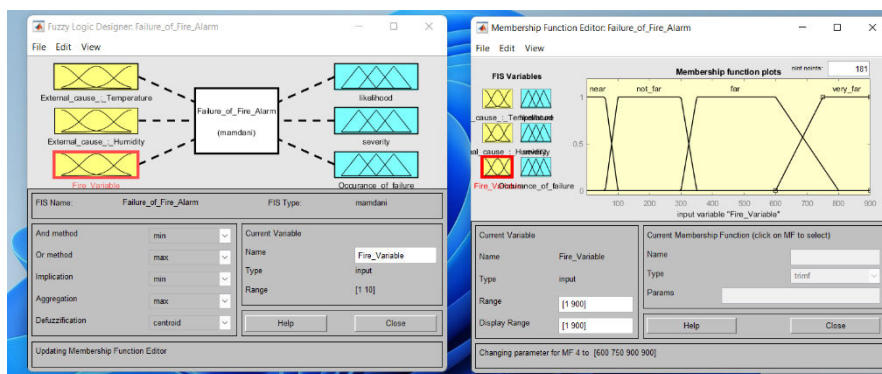 Fuzzy Logic Designer: Failure_of_Fire_Alarm
File Edit View
External_cause_:_Temperature
External_cause_:_Humidity
Fire_Variable
Failure_of_Fire_Alarm
(mamdani)
likelihood
severity
Occurance_of_failure
FIS Name: Failure_of_Fire_Alarm FIS Type: mamdani
And method min
Or method max
Implication min
Aggregation max
Defuzzification centroid
Current Variable
Name Fire_Variable
Type input
Range [1 10]
Help Close
Updating Membership Function Editor
Membership Function Editor: Failure_of_Fire_Alarm
File Edit View
FIS Variables
Membership function plots
181
near not_far far very_far
1
0.5
0
100 200 300 400 500 600 700 800 900
input variable "Fire_Variable"
Current Variable
Name Fire_Variable
Type input
Range [1 900]
Display Range [1 900]
Current Membership Function (click on MF to select)
Name
Type trimf
Params
Help Close
Changing parameter for MF 4 to [600 750 900 900]